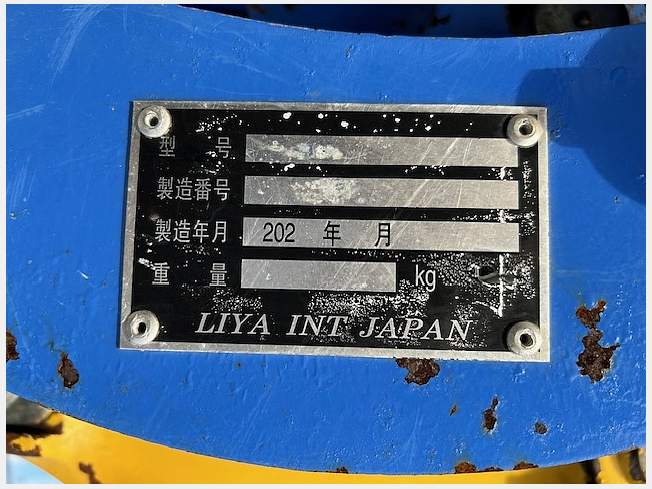 型 号
製造番号
製造年月 202 年 月
重 量 kg
LIYA INT JAPAN